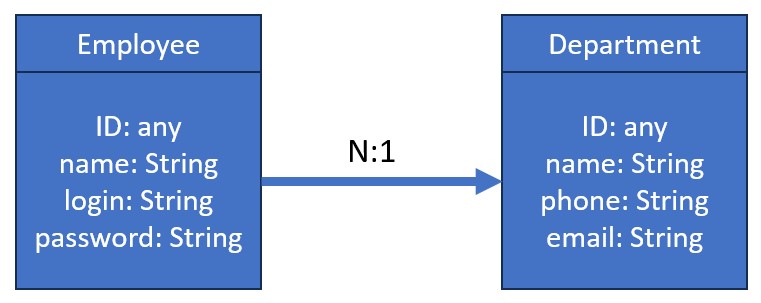 Employee
ID: any
name: String
login: String
password: String
N:1
Department
ID: any
name: String
phone: String
email: String